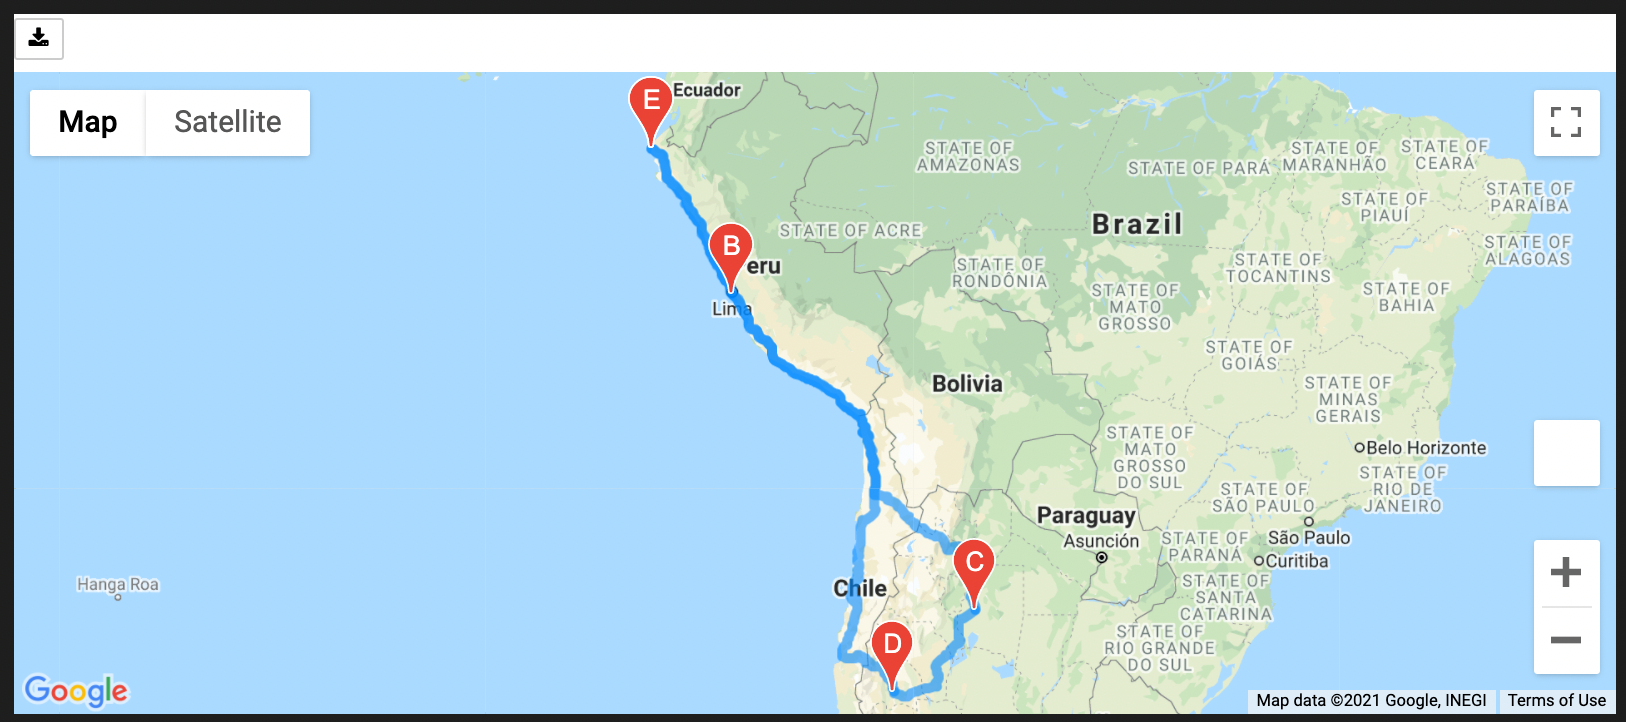 Map
Satellite
E
Ecuador
STATE OF
AMAZONAS
STATE OF PARÁ
STATE OF
MARANHÃO
STATE OF
CEARÁ
STATE OF
PARAÍBA
STATE OF
PIAUÍ
Brazil
STATE OF ACRE
B
eru
Lima
STATE OF
RONDÔNIA
STATE OF
TOCANTINS
STATE OF
ALAGOAS
STATE OF
MATO
GROSSO
STATE OF
BAHIA
STATE OF
GOIÁS
Bolivia
STATE OF
MINAS
GERAIS
STATE OF
MATO
GROSSO
DO SUL
Belo Horizonte
STATE OF
RIO DE
JANEIRO
STATE OF
SÃO PAULO
Paraguay
Asunción
São Paulo
STATE OF
PARANÁ
Curitiba
C
Hanga Roa
Chile
STATE OF
SANTA
CATARINA
D
STATE OF
RIO GRANDE
DO SUL
Google
Map data ©2021 Google, INEGI
Terms of Use